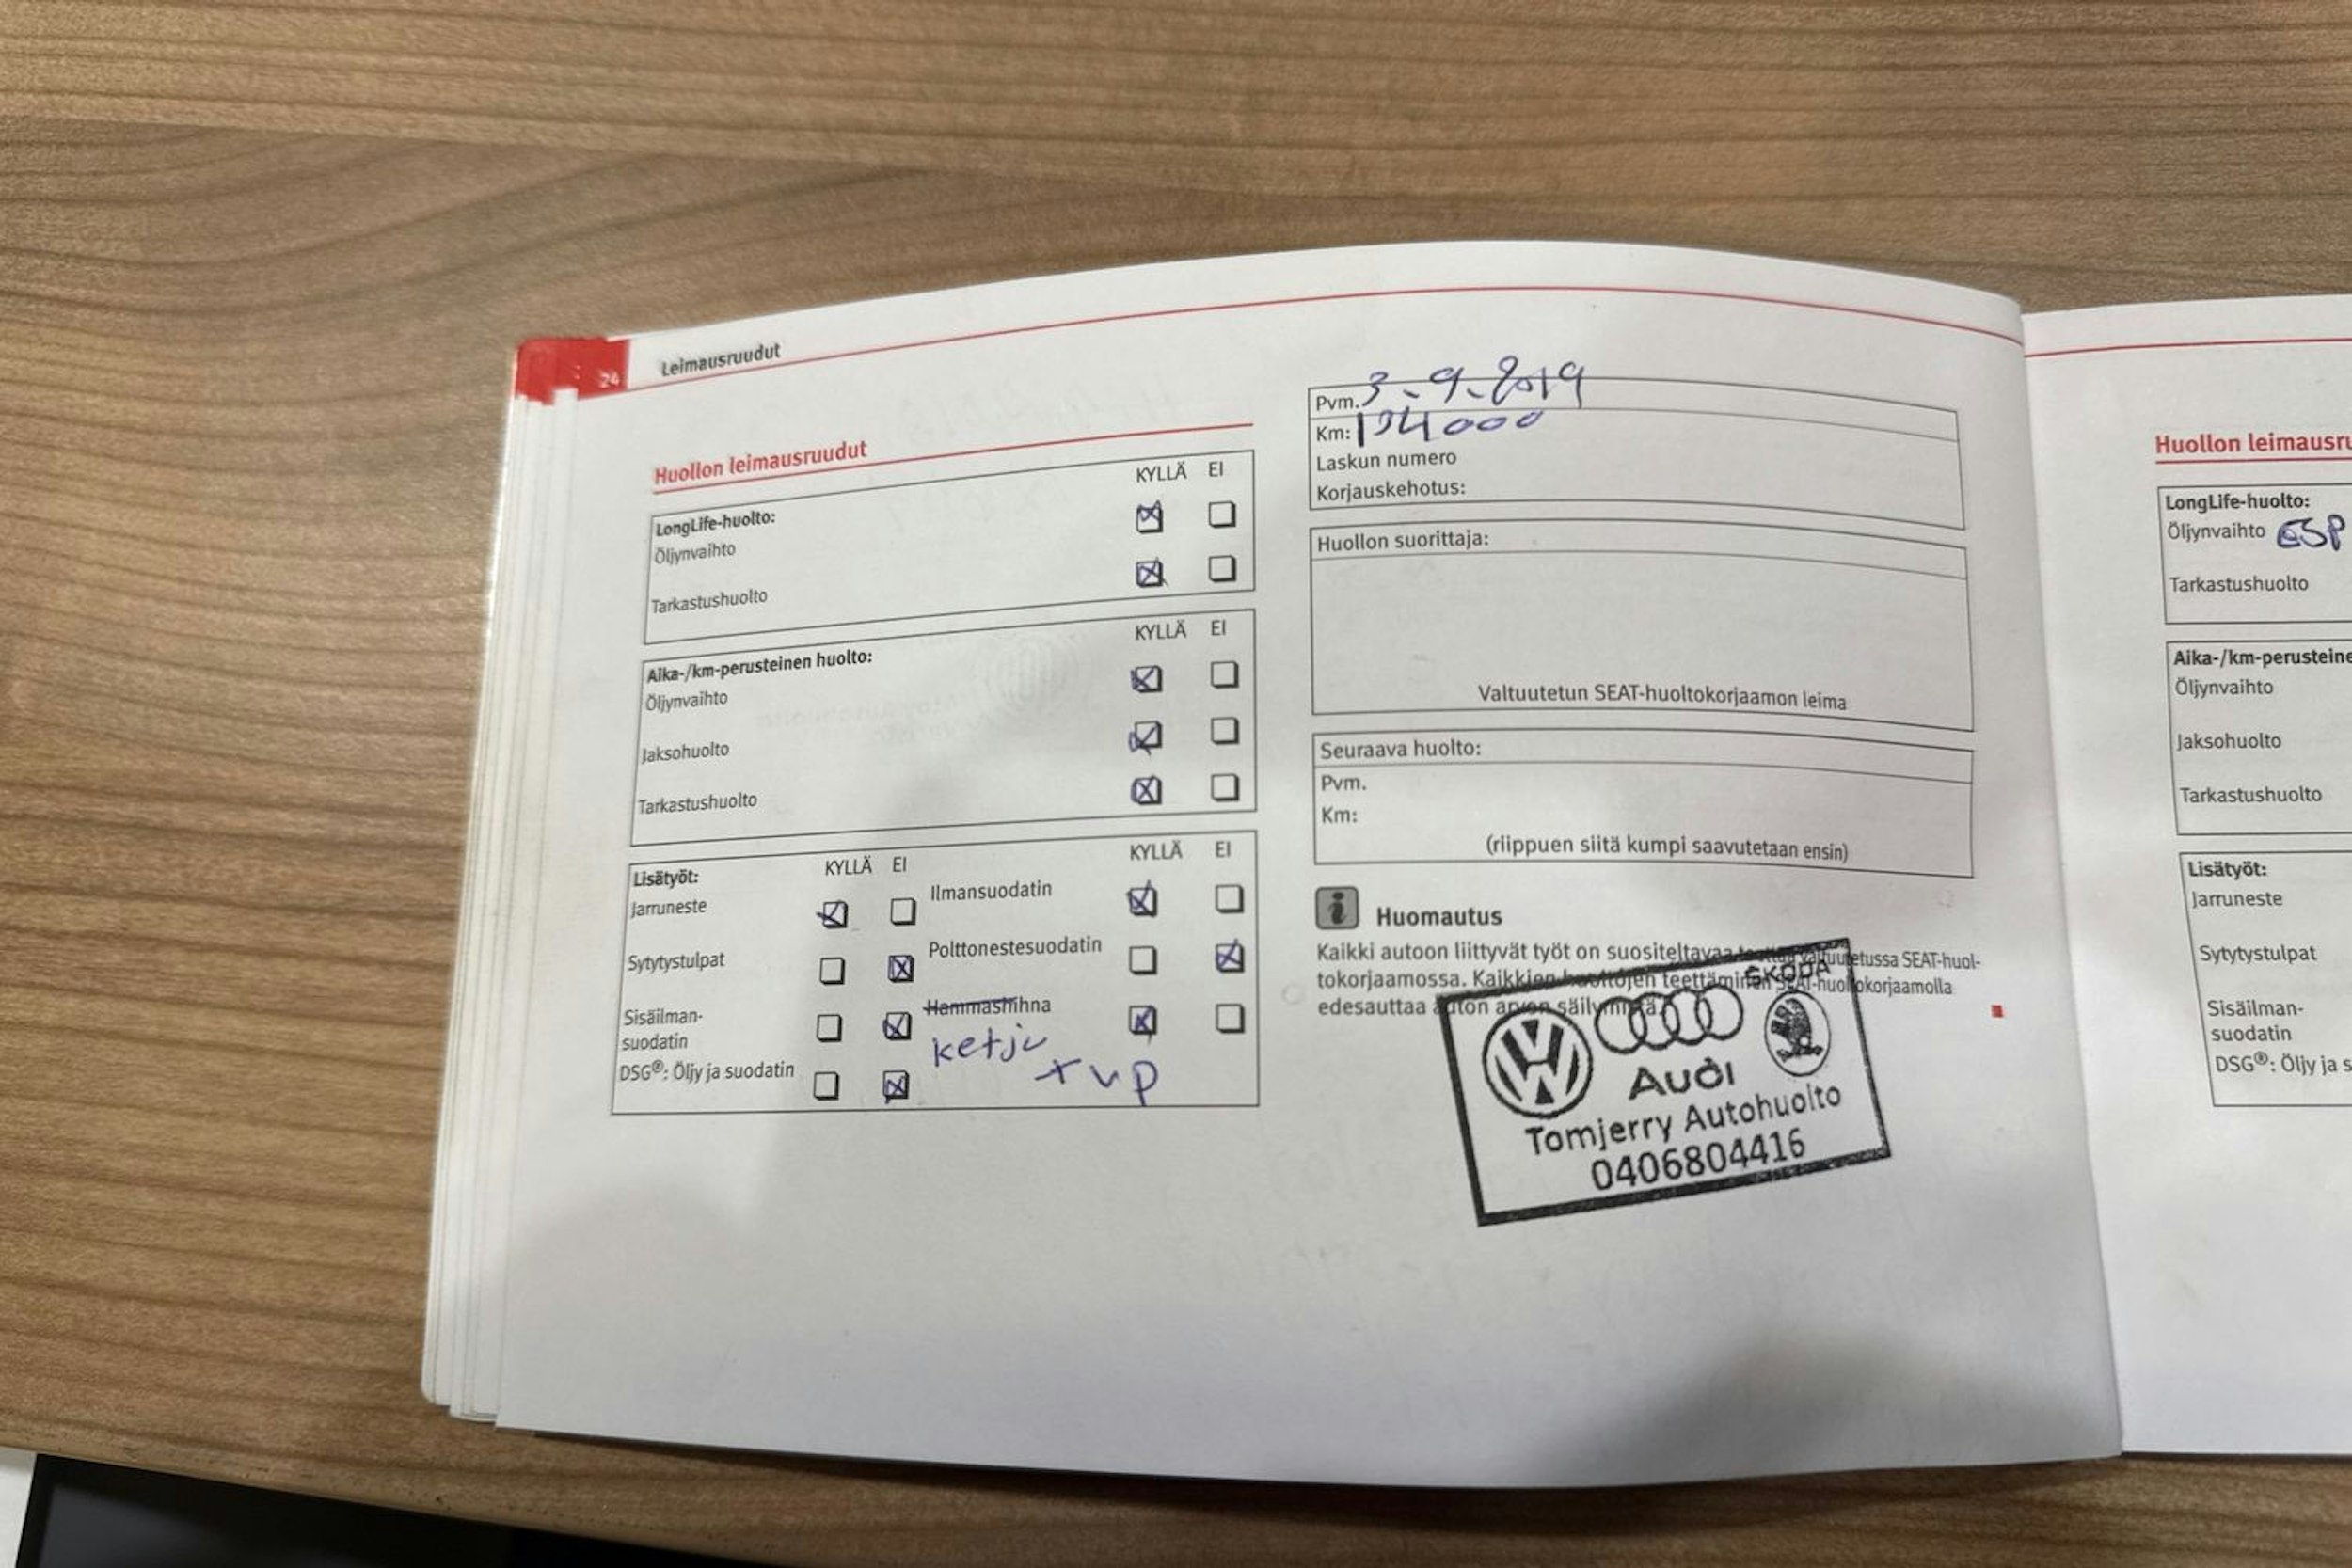 24
Leimausruudut
Huollon leimausruudut
KYLLÄ EI
LongLife-huolto:
Öljynvaihto
Tarkastushuolto
KYLLÄ EI
Aika-/km-perusteinen huolto:
Öljynvaihto
Jaksohuolto
Tarkastushuolto
KYLLÄ EI
KYLLÄ EI
Lisätyöt:
Jarruneste
Ilmansuodatin
Sytytystulpat
Polttonestesuodatin
Sisäilman-
suodatin
Hammashihna
ketju
+ vp
DSG®: Öljy ja suodatin
Pvm. 3.9.2019
Km: 134000
Laskun numero
Korjauskehotus:
Huollon suorittaja:
Valtuutetun SEAT-huoltokorjaamon leima
Seuraava huolto:
Pvm.
Km:
(riippuen siitä kumpi saavutetaan ensin)
i Huomautus
Kaikki autoon liittyvät työt on suositeltavaa teettää valtuutetussa SEAT-huol-
tokorjaamossa. Kaikkien huoltojen teettäminen SEAT-huoltokorjaamolla
edesauttaa auton arvon säilymistä.
SKODA
Audi
Tomjerry Autohuolto
0406804416
Huollon leimausru
LongLife-huolto:
Öljynvaihto ESP
Tarkastushuolto
Aika-/km-perusteine
Öljynvaihto
Jaksohuolto
Tarkastushuolto
Lisätyöt:
Jarruneste
Sytytystulpat
Sisäilman-
suodatin
DSG®: Öljy ja s